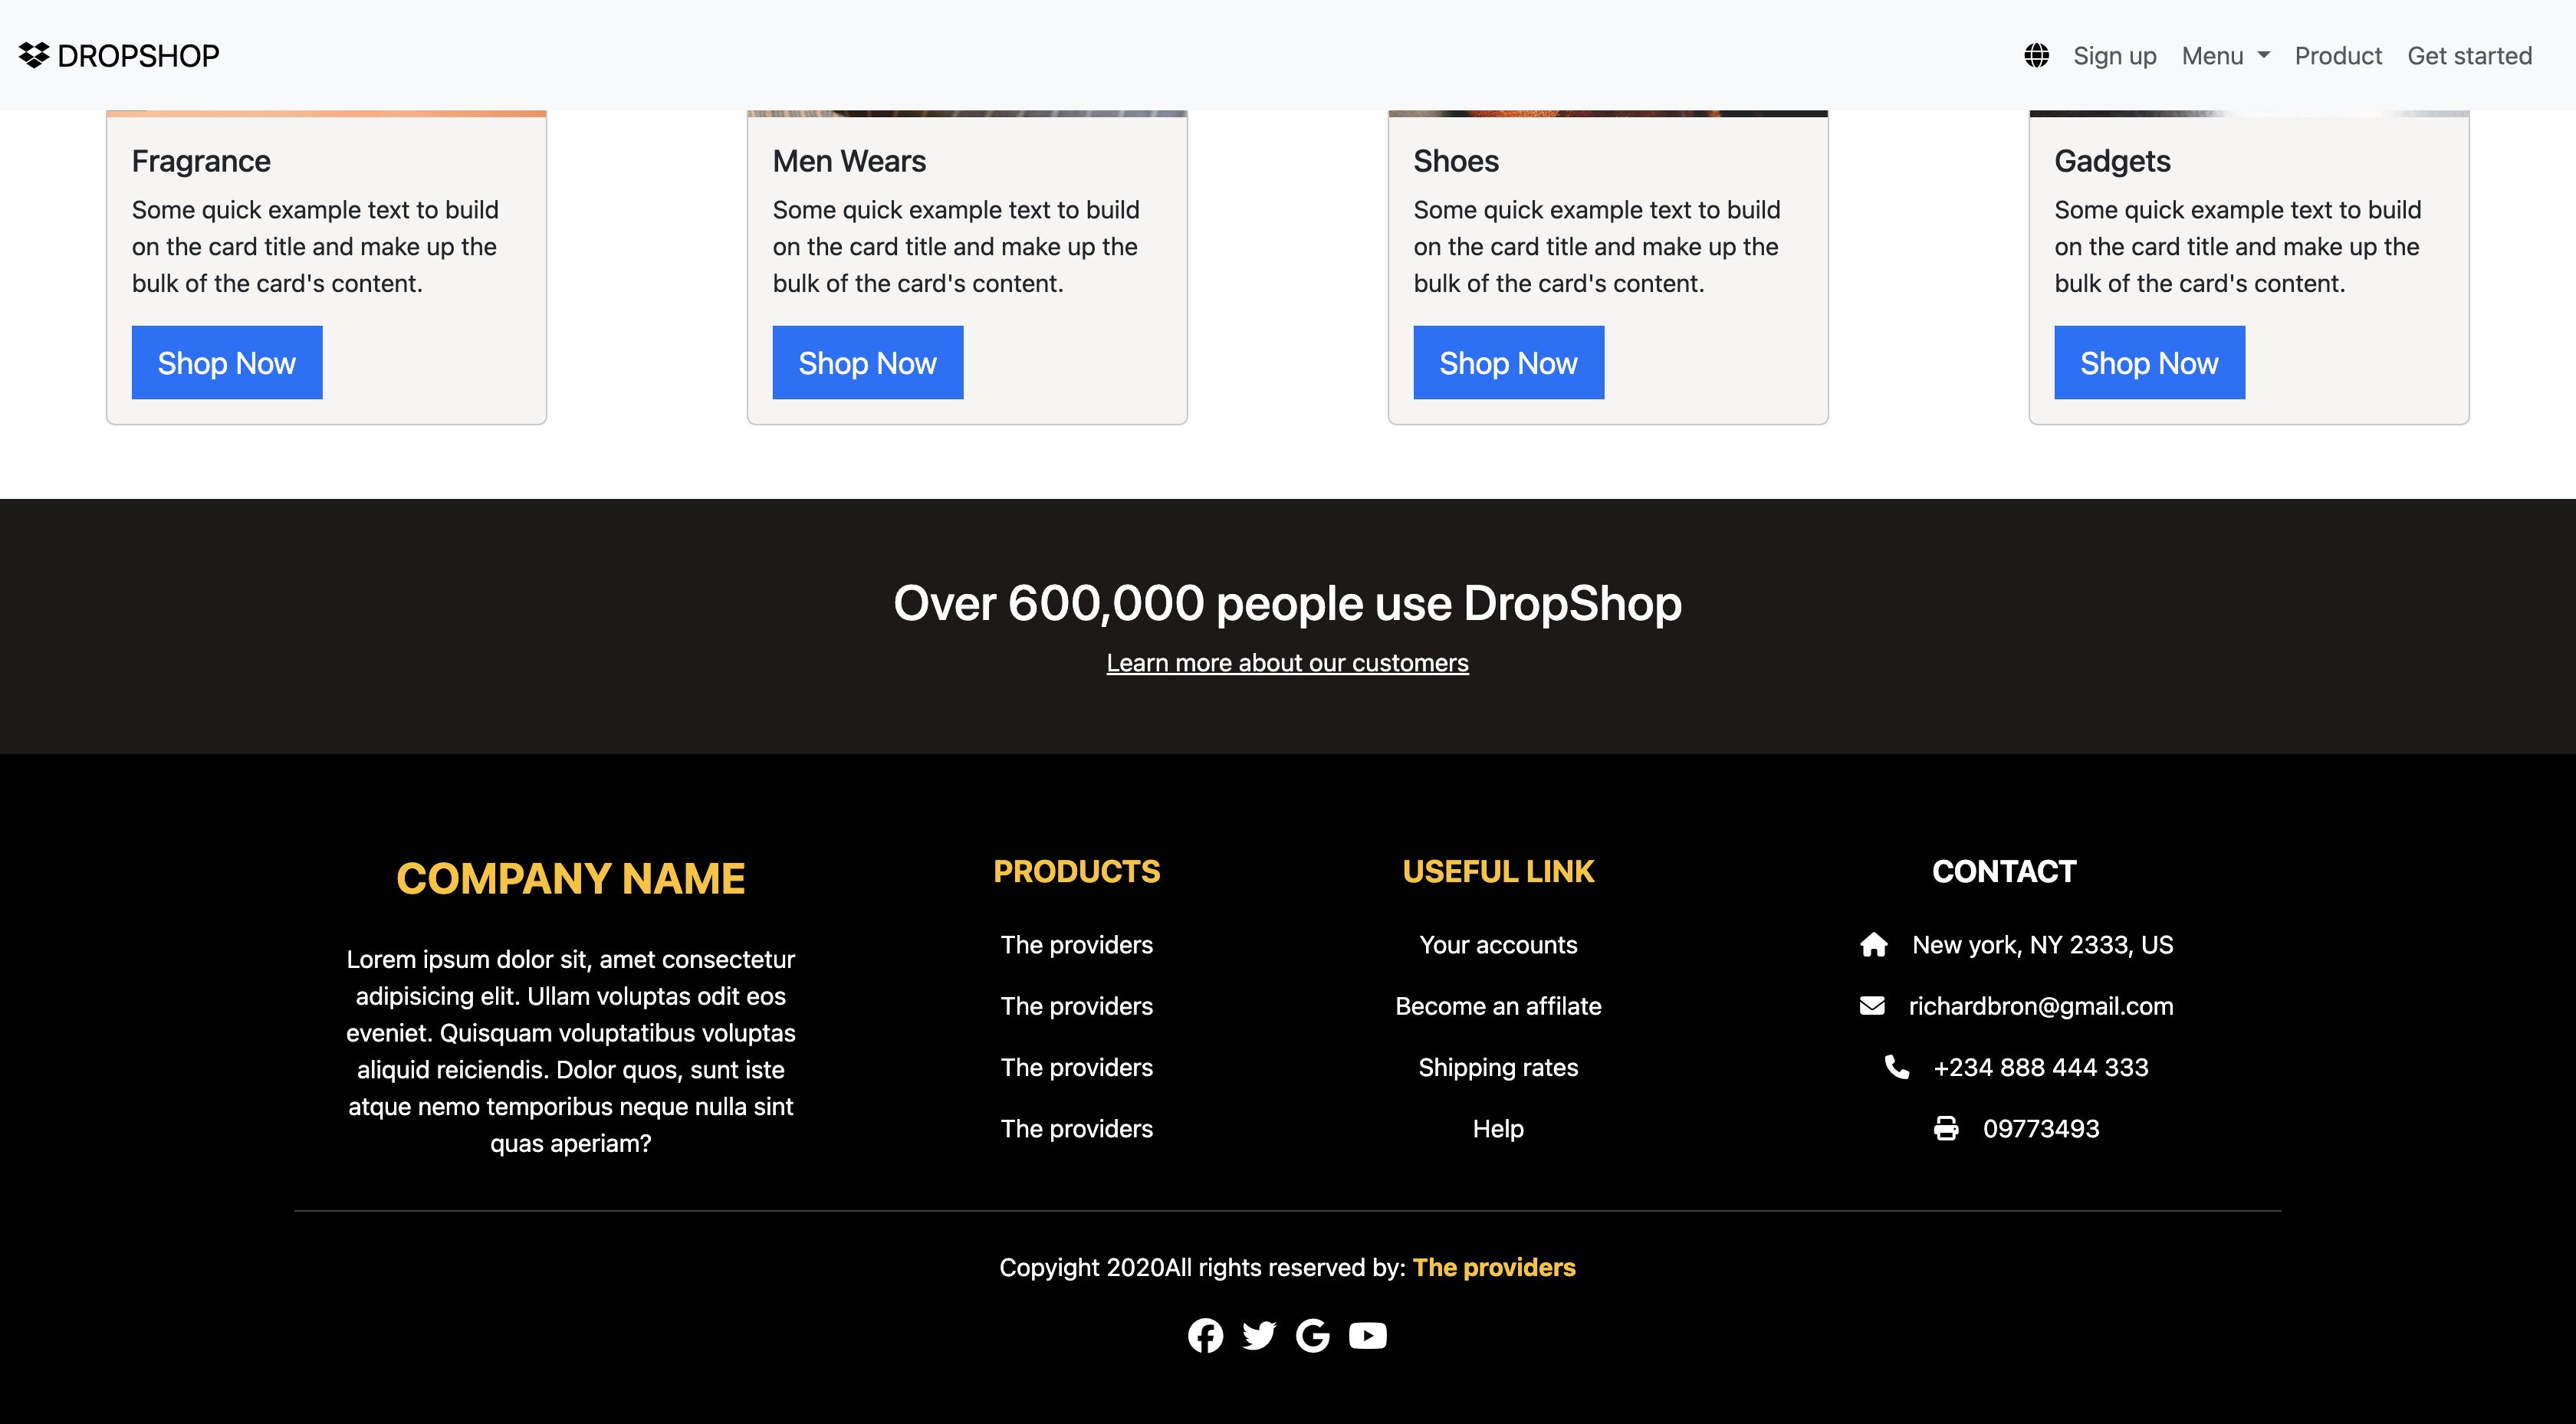 DROPSHOP
Sign up
Menu
Product
Get started
Fragrance
Some quick example text to build
on the card title and make up the
bulk of the card's content.
Shop Now
Men Wears
Some quick example text to build
on the card title and make up the
bulk of the card's content.
Shop Now
Shoes
Some quick example text to build
on the card title and make up the
bulk of the card's content.
Shop Now
Gadgets
Some quick example text to build
on the card title and make up the
bulk of the card's content.
Shop Now
Over 600,000 people use DropShop
Learn more about our customers
COMPANY NAME
Lorem ipsum dolor sit, amet consectetur
adipisicing elit. Ullam voluptas odit eos
eveniet. Quisquam voluptatibus voluptas
aliquid reiciendis. Dolor quos, sunt iste
atque nemo temporibus neque nulla sint
quas aperiam?
PRODUCTS
The providers
The providers
The providers
The providers
USEFUL LINK
Your accounts
Become an affilate
Shipping rates
Help
CONTACT
New york, NY 2333, US
richardbron@gmail.com
+234 888 444 333
09773493
Copyight 2020All rights reserved by: The providers